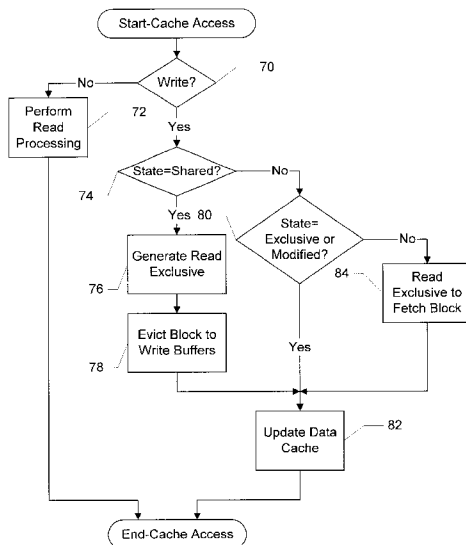 Start-Cache Access
Write?
70
No
Perform
Read
Processing
72
Yes
State=Shared?
74
No
Yes
80
State=
Exclusive or
Modified?
No
Generate Read
Exclusive
76
84
Read
Exclusive to
Fetch Block
Evict Block to
Write Buffers
78
Yes
Update Data
Cache
82
End-Cache Access